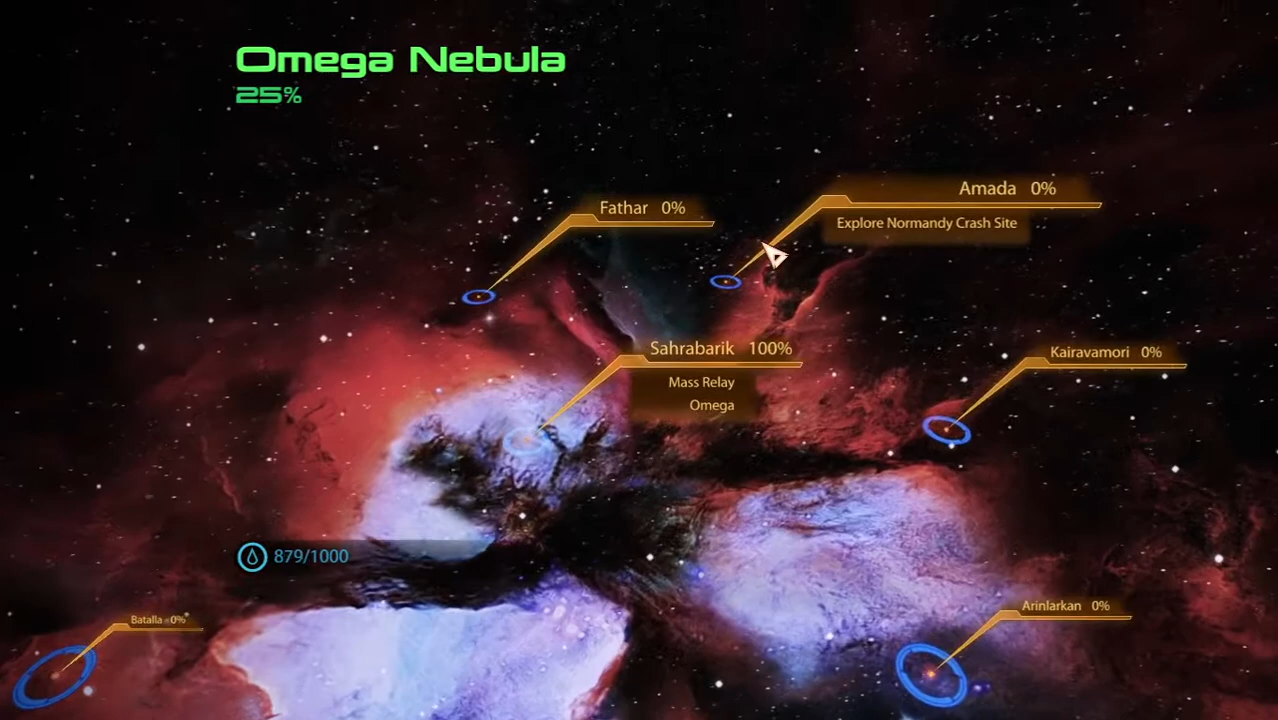 Omega Nebula
25%
Amada 0%
Explore Normandy Crash Site
Fathar 0%
Sahrabarik 100%
Mass Relay
Omega
Kairavamori 0%
879/1000
Batalla 0%
Arinlarkan 0%